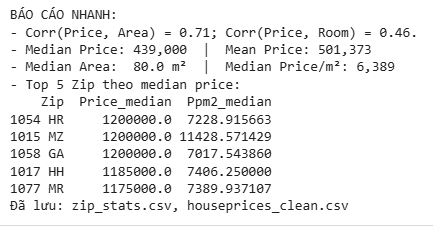 BÁO CÁO NHANH:
- Corr(Price, Area) = 0.71; Corr(Price, Room) = 0.46.
- Median Price: 439,000 | Mean Price: 501,373
- Median Area: 80.0 m² | Median Price/m²: 6,389
- Top 5 Zip theo median price:
Zip Price_median Ppm2_median
1054 HR 1200000.0 7228.915663
1015 MZ 1200000.0 11428.571429
1058 GA 1200000.0 7017.543860
1017 HH 1185000.0 7406.250000
1077 MR 1175000.0 7389.937107
Đã lưu: zip_stats.csv, houseprices_clean.csv